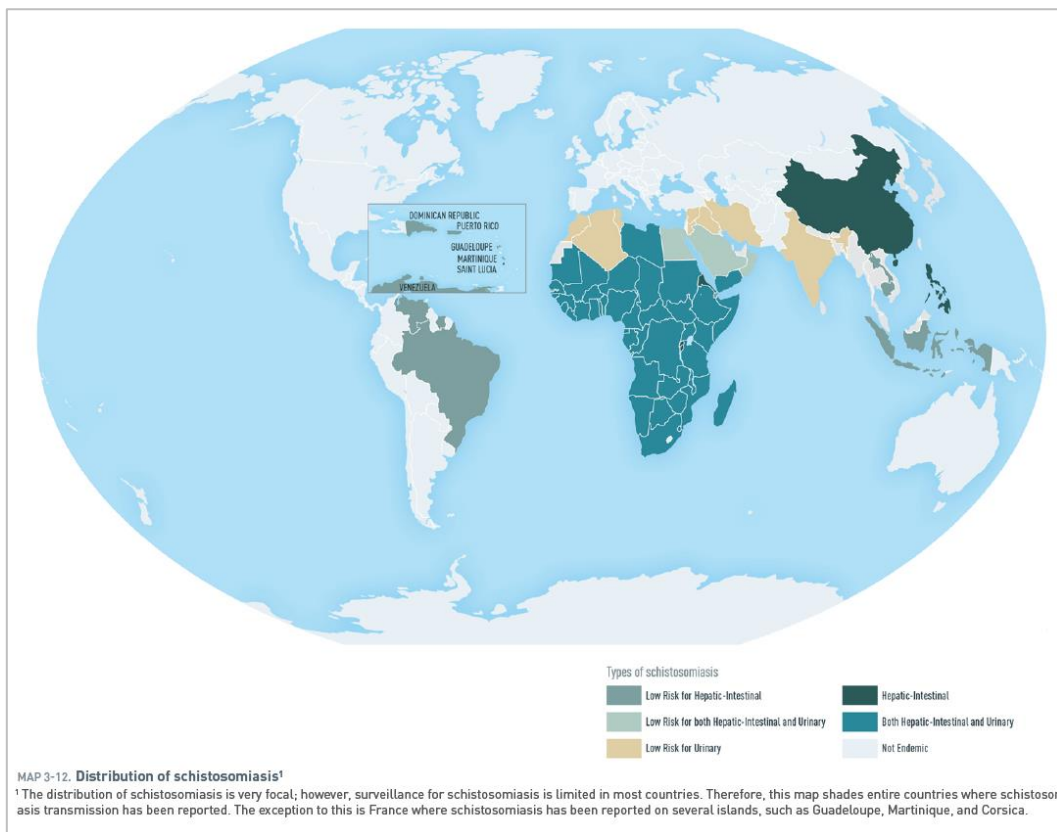 DOMINICAN REPUBLIC
PUERTO RICO
GUADELOUPE
MARTINIQUE
SAINT LUCIA
VENEZUELA
Types of schistosomiasis
Low Risk for Hepatic-Intestinal
Hepatic-Intestinal
Low Risk for both Hepatic-Intestinal and Urinary
Both Hepatic-Intestinal and Urinary
Low Risk for Urinary
Not Endemic
MAP 3-12. Distribution of schistosomiasis¹
¹ The distribution of schistosomiasis is very focal; however, surveillance for schistosomiasis is limited in most countries. Therefore, this map shades entire countries where schistosom
asis transmission has been reported. The exception to this is France where schistosomiasis has been reported on several islands, such as Guadeloupe, Martinique, and Corsica.